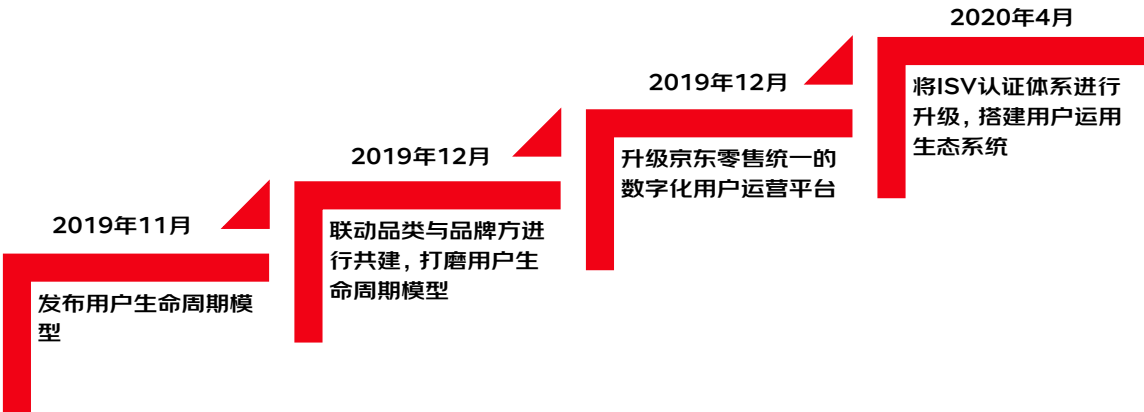 2019年11月
发布用户生命周期模
型
2019年12月
联动品类与品牌方进
行共建，打磨用户生
命周期模型
2019年12月
升级京东零售统一的
数字化用户运营平台
2020年4月
将ISV认证体系进行
升级，搭建用户运用
生态系统